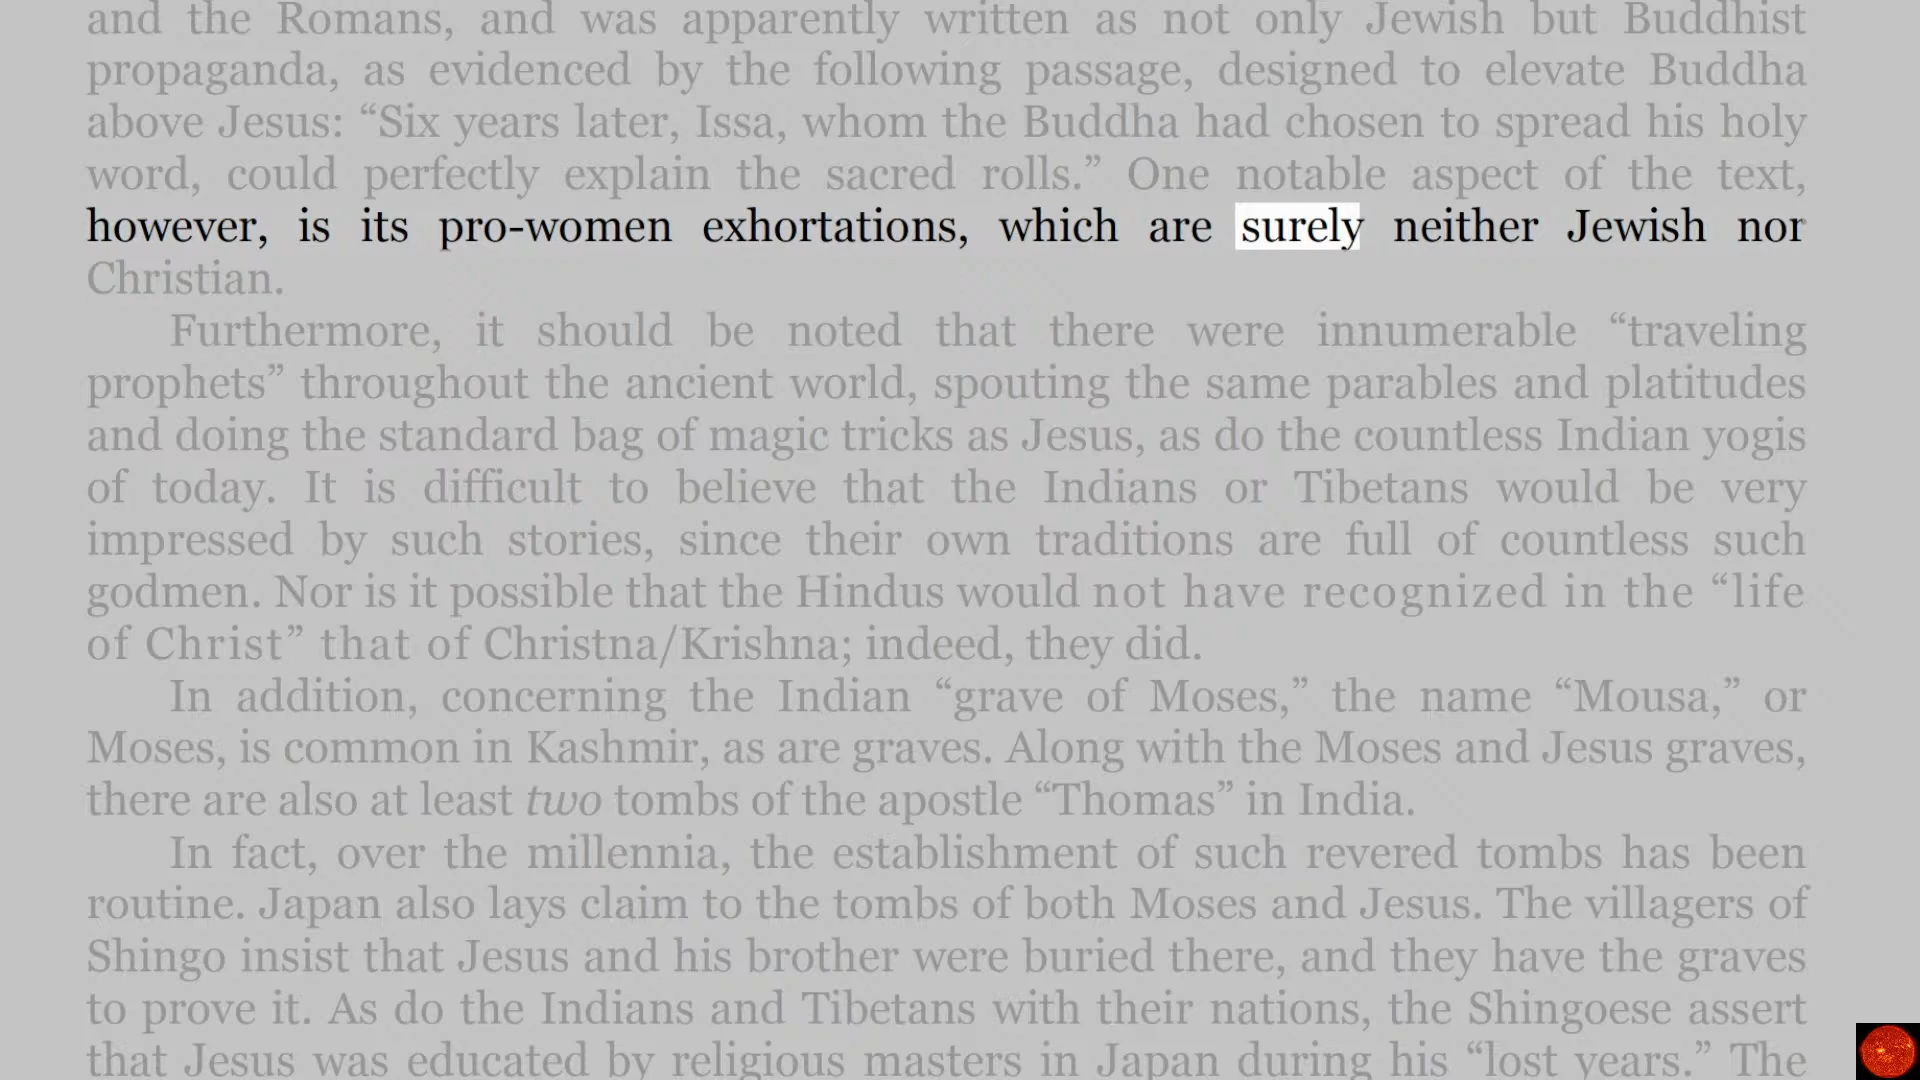 and the Romans, and was apparently written as not only Jewish but Buddhist
propaganda, as evidenced by the following passage, designed to elevate Buddha
above Jesus: “Six years later, Issa, whom the Buddha had chosen to spread his holy
word, could perfectly explain the sacred rolls.” One notable aspect of the text,
however, is its pro-women exhortations, which are surely neither Jewish nor
Christian.
Furthermore, it should be noted that there were innumerable “traveling
prophets” throughout the ancient world, spouting the same parables and platitudes
and doing the standard bag of magic tricks as Jesus, as do the countless Indian yogis
of today. It is difficult to believe that the Indians or Tibetans would be very
impressed by such stories, since their own traditions are full of countless such
godmen. Nor is it possible that the Hindus would not have recognized in the “life
of Christ” that of Christna/Krishna; indeed, they did.
In addition, concerning the Indian “grave of Moses,” the name “Mousa,” or
Moses, is common in Kashmir, as are graves. Along with the Moses and Jesus graves,
there are also at least two tombs of the apostle “Thomas” in India.
In fact, over the millennia, the establishment of such revered tombs has been
routine. Japan also lays claim to the tombs of both Moses and Jesus. The villagers of
Shingo insist that Jesus and his brother were buried there, and they have the graves
to prove it. As do the Indians and Tibetans with their nations, the Shingoese assert
that Jesus was educated by religious masters in Japan during his “lost years.” The